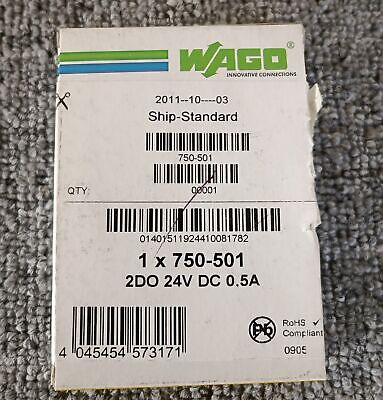 WAGO®
INNOVATIVE CONNECTIONS
2011--10----03
Ship-Standard
750-501
QTY: 00001
01401511924410081782
1 x 750-501
2DO 24V DC 0.5A
Pb
RoHS ✓
Compliant
0905
4 045454 573171